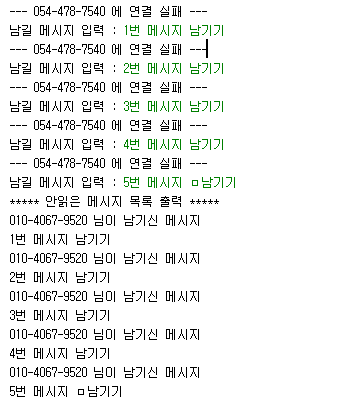 --- 054-478-7540 에 연결 실패 ---
남길 메시지 입력 : 1번 메시지 남기기
--- 054-478-7540 에 연결 실패 ---
남길 메시지 입력 : 2번 메시지 남기기
--- 054-478-7540 에 연결 실패 ---
남길 메시지 입력 : 3번 메시지 남기기
--- 054-478-7540 에 연결 실패 ---
남길 메시지 입력 : 4번 메시지 남기기
--- 054-478-7540 에 연결 실패 ---
남길 메시지 입력 : 5번 메시지 ㅁ남기기
***** 안읽은 메시지 목록 출력 *****
010-4067-9520 님이 남기신 메시지
1번 메시지 남기기
010-4067-9520 님이 남기신 메시지
2번 메시지 남기기
010-4067-9520 님이 남기신 메시지
3번 메시지 남기기
010-4067-9520 님이 남기신 메시지
4번 메시지 남기기
010-4067-9520 님이 남기신 메시지
5번 메시지 ㅁ남기기